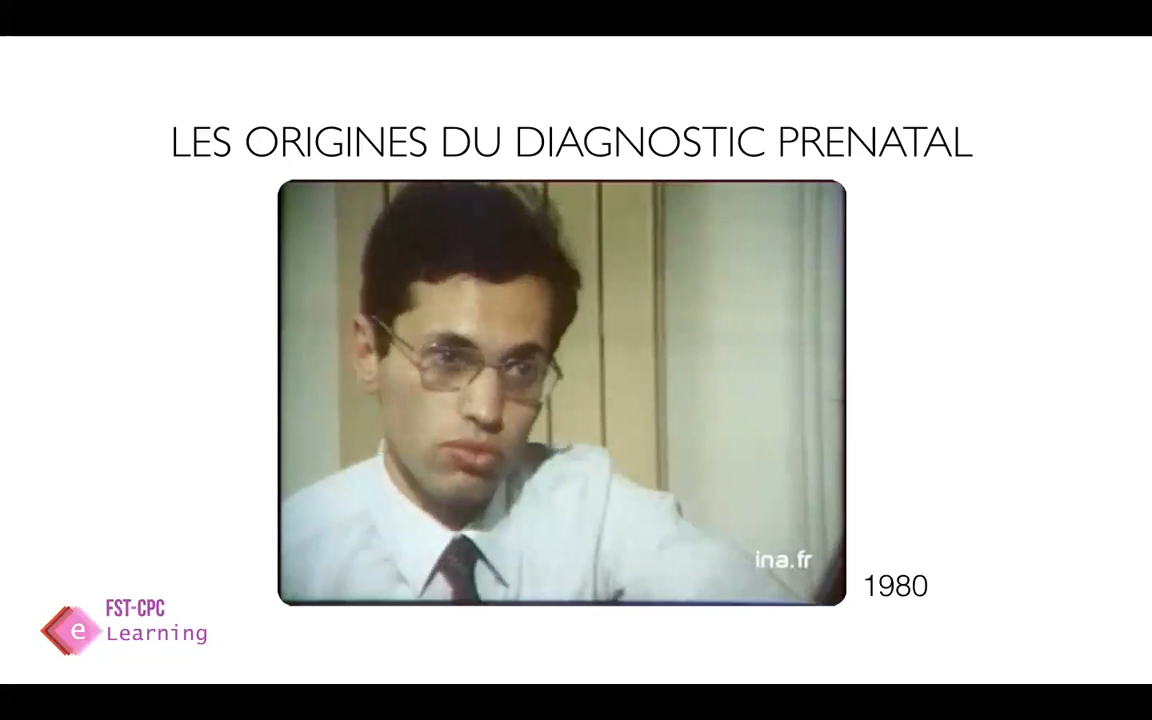 LES ORIGINES DU DIAGNOSTIC PRENATAL
ina.fr
1980
FST-CPC
e
Learning